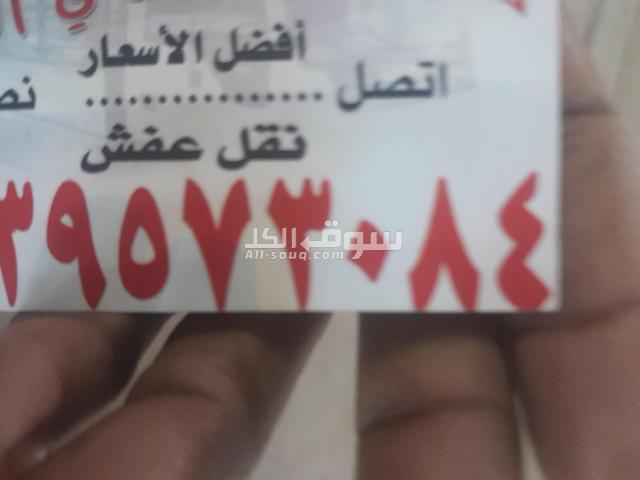 أفضل الأسعار
اتصل ................
نقل عفش
٣٩٥٧٣٠٨٤
سوق الكل
All-souq.com